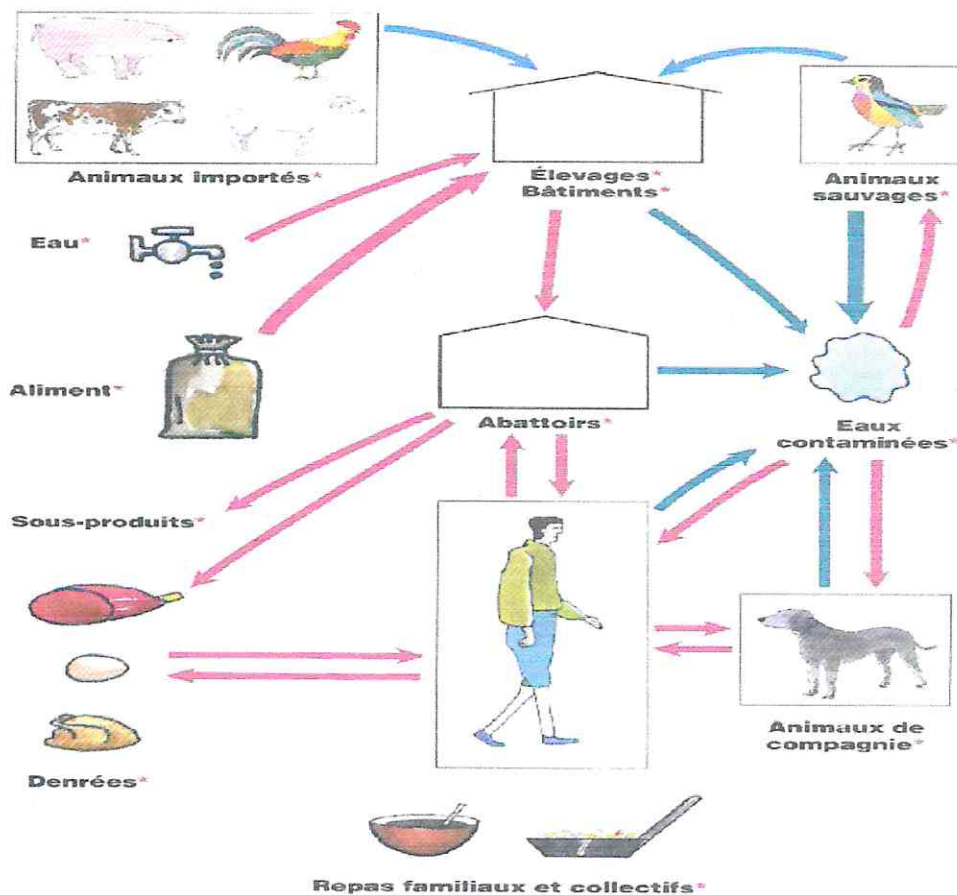 Animaux importés*
Élevages*
Bâtiments*
Animaux
sauvages*
Eau*
Aliment*
Abattoirs*
Eaux
contaminées*
Sous-produits*
Animaux de
compagnie*
Denrées*
Repas familiaux et collectifs*